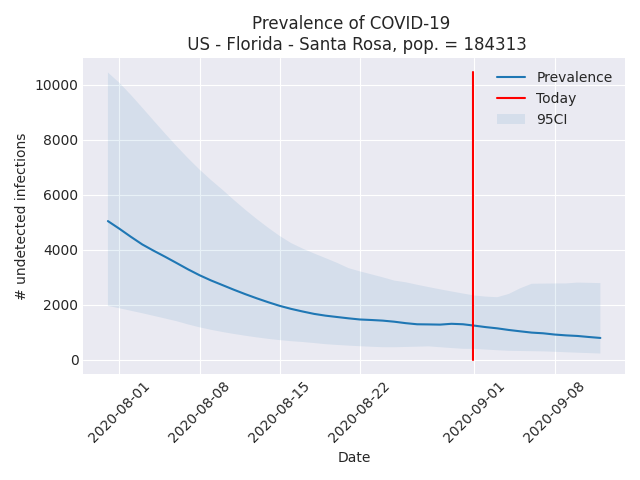 Prevalence of COVID-19
US - Florida - Santa Rosa, pop. = 184313
Prevalence
Today
95CI
# undetected infections
10000
8000
6000
4000
2000
0
2020-08-01
2020-08-08
2020-08-15
2020-08-22
2020-09-01
2020-09-08
Date